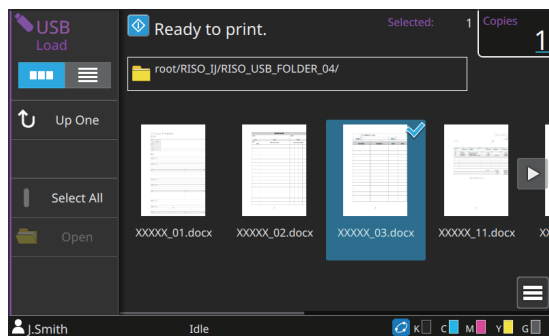 USB
Load
Ready to print.
Selected: 1
Copies
1
root/RISO_IJ/RISO_USB_FOLDER_04/
Up One
Select All
Open
XXXXX_01.docx
XXXXX_02.docx
XXXXX_03.docx
XXXXX_11.docx
J.Smith
Idle
K C M Y G